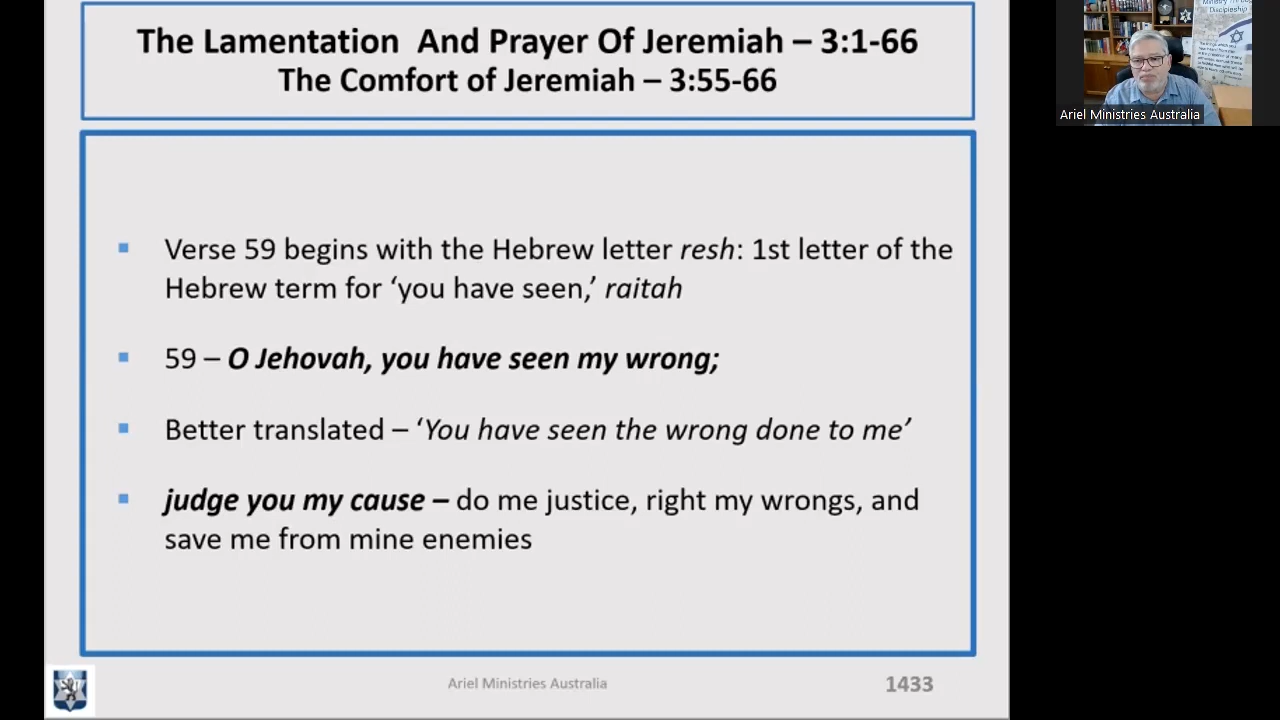 The Lamentation And Prayer Of Jeremiah – 3:1-66
The Comfort of Jeremiah – 3:55-66
▪ Verse 59 begins with the Hebrew letter resh: 1st letter of the
Hebrew term for ‘you have seen,’ raitah
▪ 59 – O Jehovah, you have seen my wrong;
▪ Better translated – ‘You have seen the wrong done to me’
▪ judge you my cause – do me justice, right my wrongs, and
save me from mine enemies
Ariel Ministries Australia
1433
Discipleship
Ariel Ministries Australia